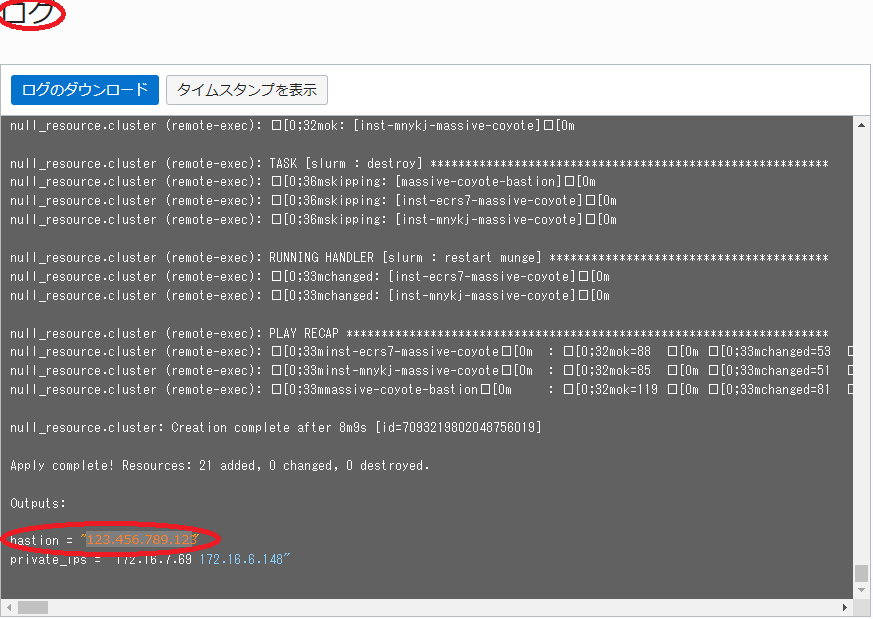 ログ
ログのダウンロード タイムスタンプを表示
null_resource.cluster (remote-exec): □[0;32mok: [inst-mnykj-massive-coyote]□[0m
null_resource.cluster (remote-exec): TASK [slurm : destroy] *********************************************************
null_resource.cluster (remote-exec): □[0;36mskipping: [massive-coyote-bastion]□[0m
null_resource.cluster (remote-exec): □[0;36mskipping: [inst-ecrs7-massive-coyote]□[0m
null_resource.cluster (remote-exec): □[0;36mskipping: [inst-mnykj-massive-coyote]□[0m
null_resource.cluster (remote-exec): RUNNING HANDLER [slurm : restart munge] ****************************************
null_resource.cluster (remote-exec): □[0;33mchanged: [inst-ecrs7-massive-coyote]□[0m
null_resource.cluster (remote-exec): □[0;33mchanged: [inst-mnykj-massive-coyote]□[0m
null_resource.cluster (remote-exec): PLAY RECAP *********************************************************************
null_resource.cluster (remote-exec): □[0;33minst-ecrs7-massive-coyote□[0m : □[0;32mok=88 □[0m □[0;33mchanged=53 □
null_resource.cluster (remote-exec): □[0;33minst-mnykj-massive-coyote□[0m : □[0;32mok=85 □[0m □[0;33mchanged=51 □
null_resource.cluster (remote-exec): □[0;33mmassive-coyote-bastion□[0m : □[0;32mok=119 □[0m □[0;33mchanged=81 □
null_resource.cluster: Creation complete after 8m9s [id=7093219802048756019]
Apply complete! Resources: 21 added, 0 changed, 0 destroyed.
Outputs:
bastion = "123.456.789.123"
private_ips = "172.16.7.69 172.16.6.148"